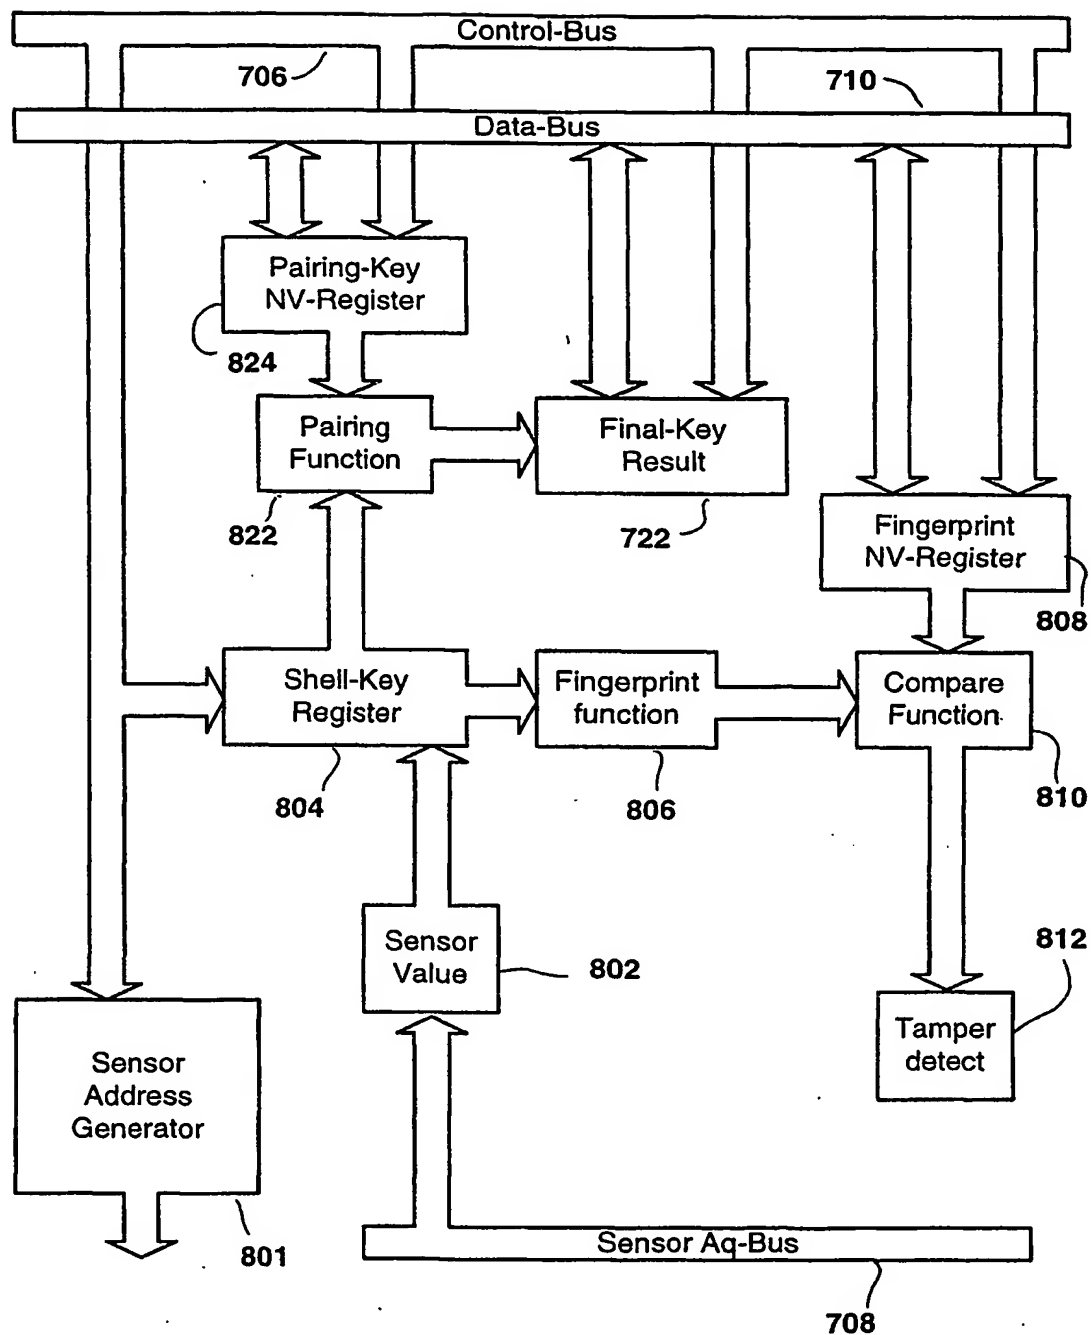 Control-Bus
706
710
Data-Bus
Pairing-Key
NV-Register
824
Pairing
Function
822
Final-Key
Result
722
Fingerprint
NV-Register
808
Shell-Key
Register
804
Fingerprint
function
806
Compare
Function
810
Sensor
Value
802
812
Tamper
detect
Sensor
Address
Generator
801
Sensor Aq-Bus
708